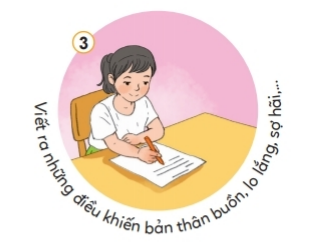 3
Viết ra những điều khiến bản thân buồn, lo lắng, sợ hãi,...